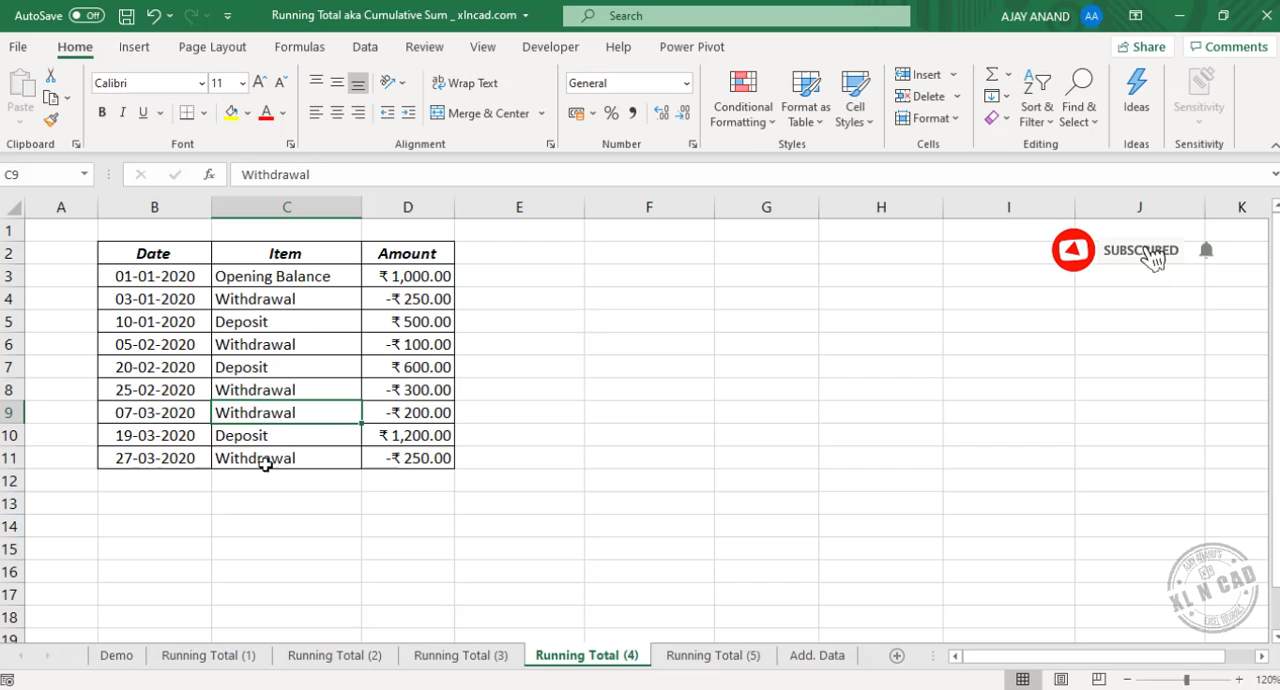 AutoSave Off Running Total aka Cumulative Sum _ xlncad.com Search AJAY ANAND AA
File Home Insert Page Layout Formulas Data Review View Developer Help Power Pivot Share Comments
Paste Calibri 11 A A Wrap Text General Conditional Formatting Format as Table Cell Styles Insert Sort & Filter Find & Select Ideas Sensitivity
B I U A Merge & Center % , Delete
Format
Clipboard Font Alignment Number Styles Cells Editing Ideas Sensitivity
C9 fx Withdrawal
A B C D E F G H I J K
1
2 Date Item Amount SUBSCRIBED
3 01-01-2020 Opening Balance ₹ 1,000.00
4 03-01-2020 Withdrawal -₹ 250.00
5 10-01-2020 Deposit ₹ 500.00
6 05-02-2020 Withdrawal -₹ 100.00
7 20-02-2020 Deposit ₹ 600.00
8 25-02-2020 Withdrawal -₹ 300.00
9 07-03-2020 Withdrawal -₹ 200.00
10 19-03-2020 Deposit ₹ 1,200.00
11 27-03-2020 Withdrawal -₹ 250.00
12
13
14
15
16
17
18
19
AJAY ANAND'S
XL N CAD
EXCEL TUTORIALS
Demo Running Total (1) Running Total (2) Running Total (3) Running Total (4) Running Total (5) Add. Data
120%